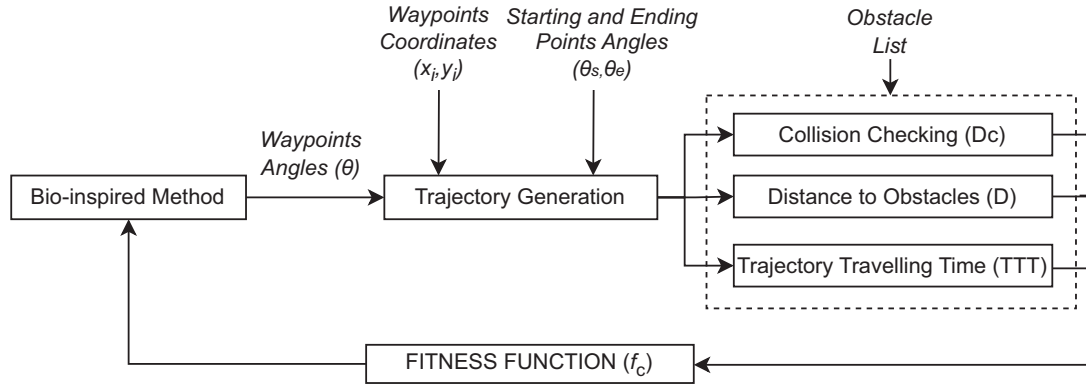 Waypoints
Coordinates
(xi,yi)
Starting and Ending
Points Angles
(θs,θe)
Obstacle
List
Waypoints
Angles (θ)
Bio-inspired Method
Trajectory Generation
Collision Checking (Dc)
Distance to Obstacles (D)
Trajectory Travelling Time (TTT)
FITNESS FUNCTION (fc)